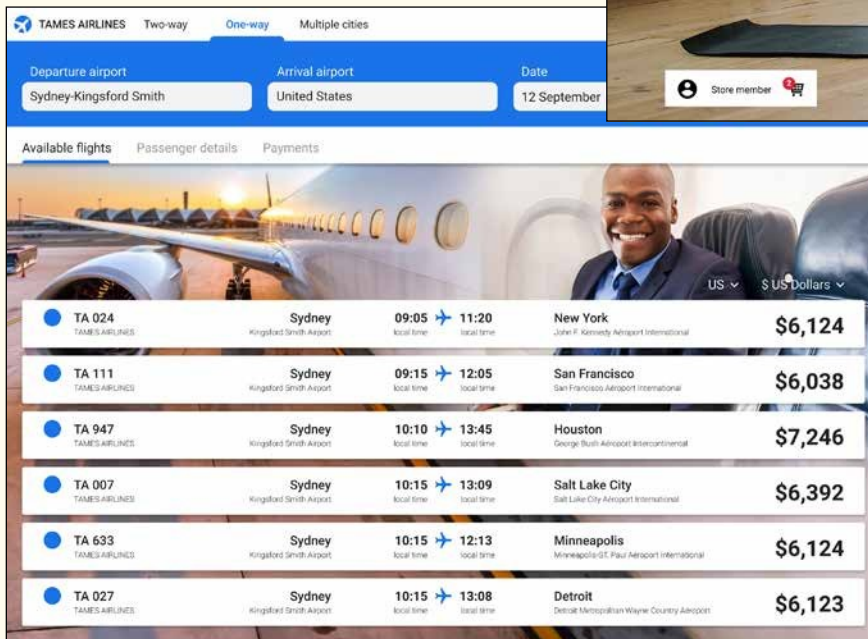 TAMES AIRLINES Two-way One-way Multiple cities
Departure airport Arrival airport Date
Sydney-Kingsford Smith United States 12 September
Store member 2
Available flights Passenger details Payments
US $ US Dollars
TA 024 Sydney 09:05 11:20 New York $6,124
TAMES AIRLINES Kingsford Smith Airport local time local time John F. Kennedy Aéroport International
TA 111 Sydney 09:15 12:05 San Francisco $6,038
TAMES AIRLINES Kingsford Smith Airport local time local time San Francisco Aéroport International
TA 947 Sydney 10:10 13:45 Houston $7,246
TAMES AIRLINES Kingsford Smith Airport local time local time George Bush Aéroport Intercontinental
TA 007 Sydney 10:15 13:09 Salt Lake City $6,392
TAMES AIRLINES Kingsford Smith Airport local time local time Salt Lake City Aéroport International
TA 633 Sydney 10:15 12:13 Minneapolis $6,124
TAMES AIRLINES Kingsford Smith Airport local time local time Minneapolis-ST. Paul Aéroport International
TA 027 Sydney 10:15 13:08 Detroit $6,123
TAMES AIRLINES Kingsford Smith Airport local time local time Detroit Metropolitan Wayne Country Aéroport